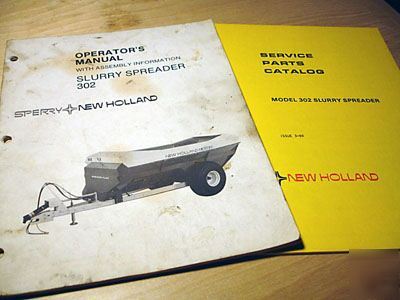 OPERATOR'S
MANUAL
WITH ASSEMBLY INFORMATION
SLURRY SPREADER
302
SPERRY NEW HOLLAND
NEW HOLLAND
SERVICE
PARTS
CATALOG
MODEL 302 SLURRY SPREADER
NEW HOLLAND